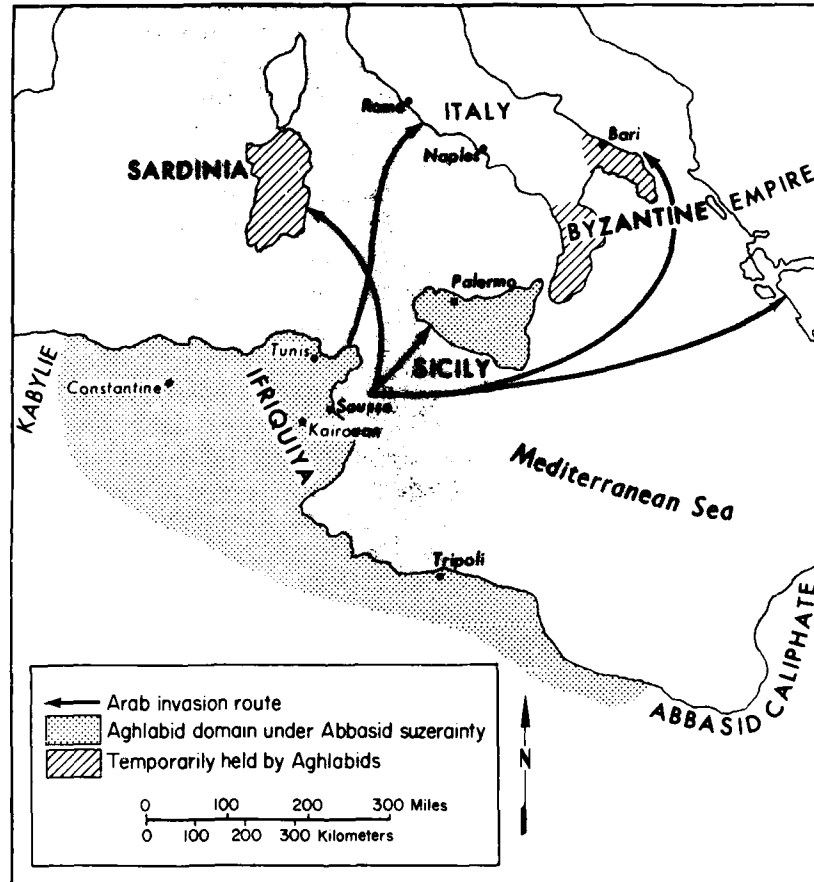 ITALY
Rome
Bari
Naples
SARDINIA
BYZANTINE EMPIRE
Palermo
SICILY
KABYLIE
Tunis
Constantine
IFRIQUIYA
Sousse
Kairouan
Mediterranean Sea
Tripoli
ABBASID CALIPHATE
Arab invasion route
Aghlabid domain under Abbasid suzerainty
Temporarily held by Aghlabids
0 100 200 300 Miles
0 100 200 300 Kilometers
N